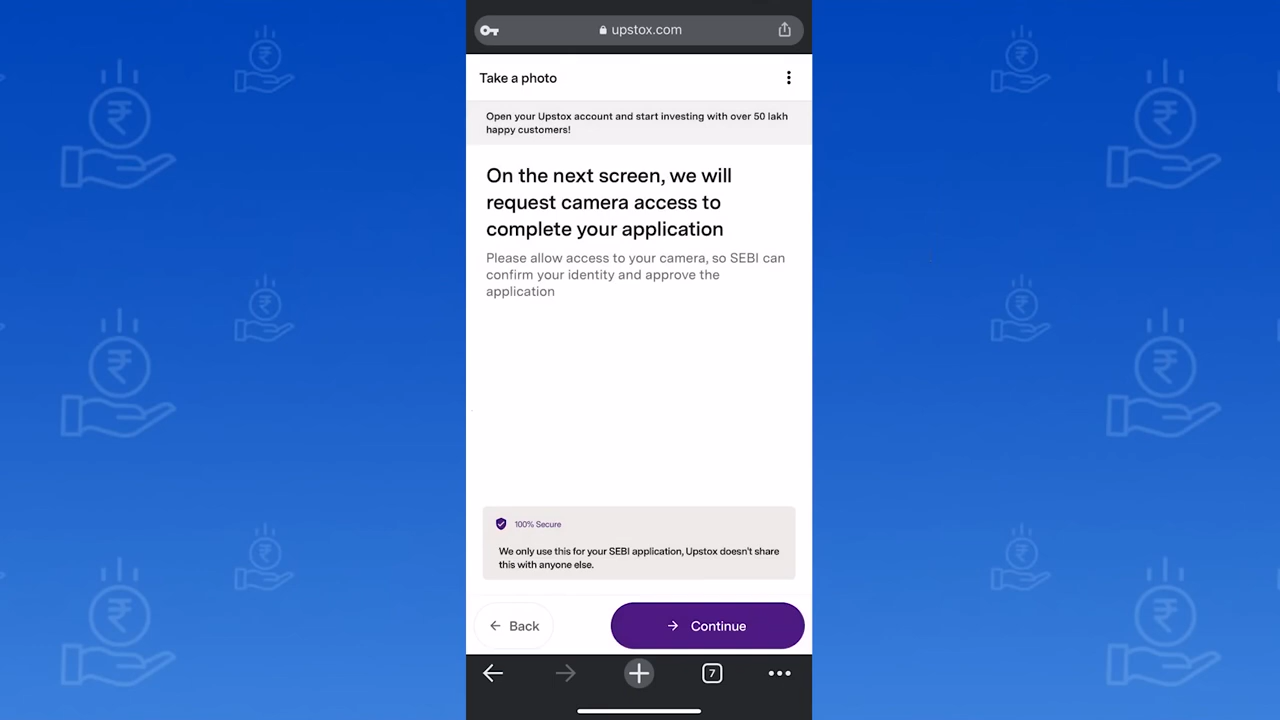 upstox.com
Take a photo
Open your Upstox account and start investing with over 50 lakh
happy customers!
On the next screen, we will
request camera access to
complete your application
Please allow access to your camera, so SEBI can
confirm your identity and approve the
application
100% Secure
We only use this for your SEBI application, Upstox doesn't share
this with anyone else.
← Back
→ Continue
7